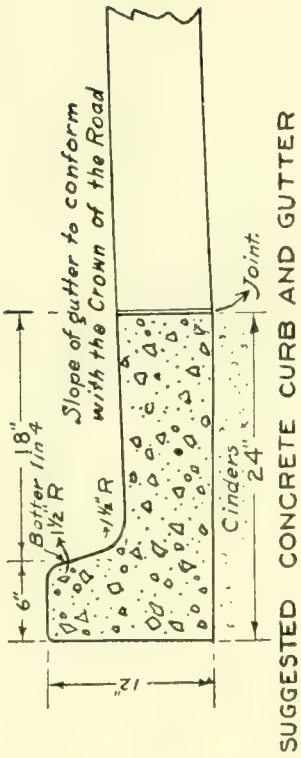 6"
18"
Batter 1 in 4
1½" R
1½" R
Slope of gutter to conform
with the Crown of the Road
12"
Joint.
Cinders
24"
SUGGESTED CONCRETE CURB AND GUTTER